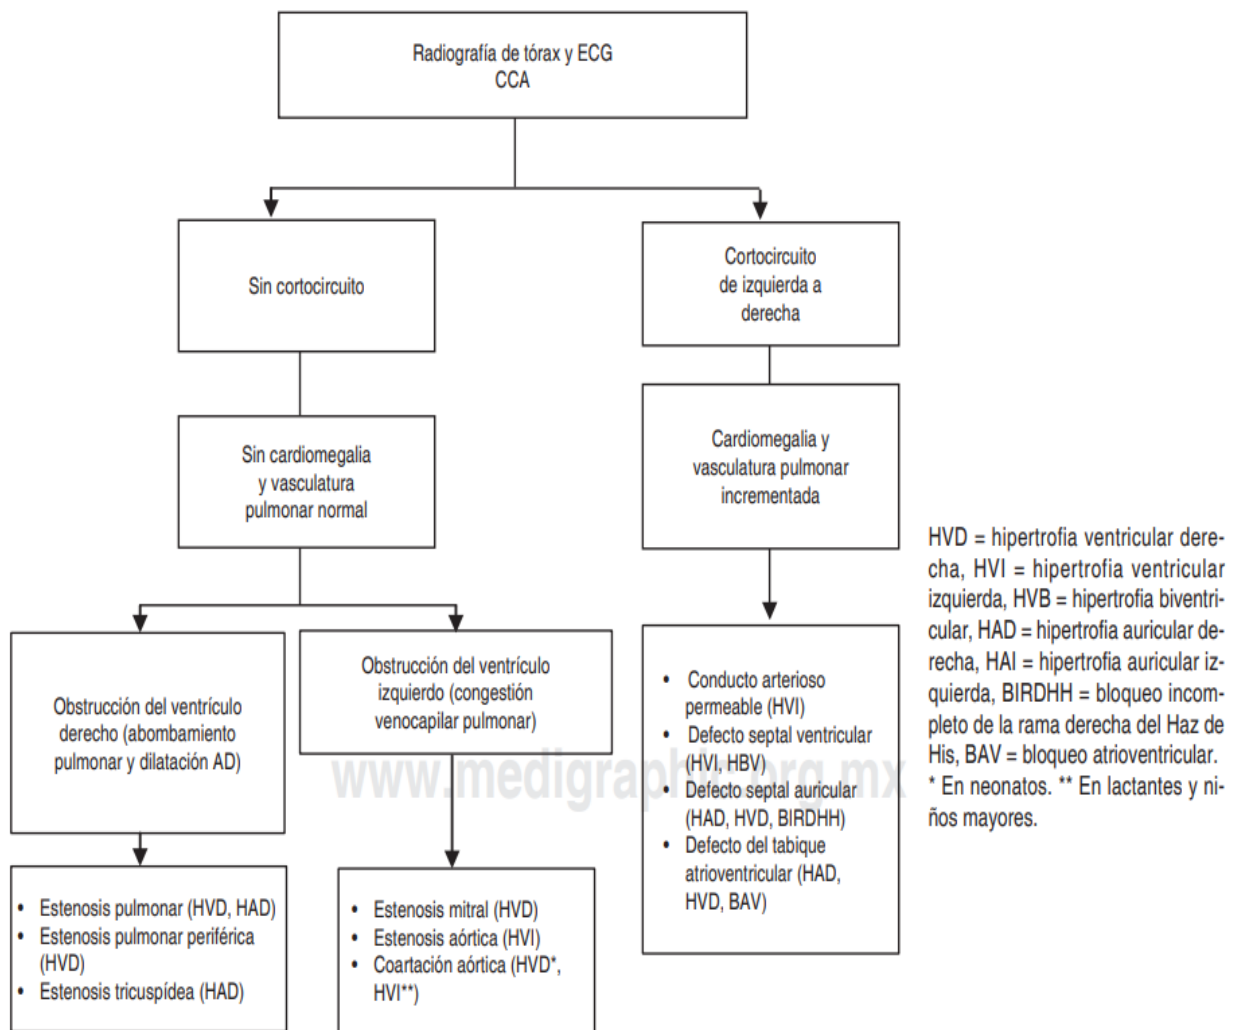 Radiografía de tórax y ECG
CCA
Sin cortocircuito
Cortocircuito
de izquierda a
derecha
Sin cardiomegalia
y vasculatura
pulmonar normal
Cardiomegalia y
vasculatura pulmonar
incrementada
Obstrucción del ventrículo
derecho (abombamiento
pulmonar y dilatación AD)
Obstrucción del ventrículo
izquierdo (congestión
venocapilar pulmonar)
• Estenosis pulmonar (HVD, HAD)
• Estenosis pulmonar periférica
(HVD)
• Estenosis tricuspídea (HAD)
• Estenosis mitral (HVD)
• Estenosis aórtica (HVI)
• Coartación aórtica (HVD*,
HVI**)
• Conducto arterioso
permeable (HVI)
• Defecto septal ventricular
(HVI, HBV)
• Defecto septal auricular
(HAD, HVD, BIRDHH)
• Defecto del tabique
atrioventricular (HAD,
HVD, BAV)
HVD = hipertrofia ventricular dere-
cha, HVI = hipertrofia ventricular
izquierda, HVB = hipertrofia biventri-
cular, HAD = hipertrofia auricular de-
recha, HAI = hipertrofia auricular iz-
quierda, BIRDHH = bloqueo incom-
pleto de la rama derecha del Haz de
His, BAV = bloqueo atrioventricular.
* En neonatos. ** En lactantes y ni-
ños mayores.
www.medigraphic.org.mx